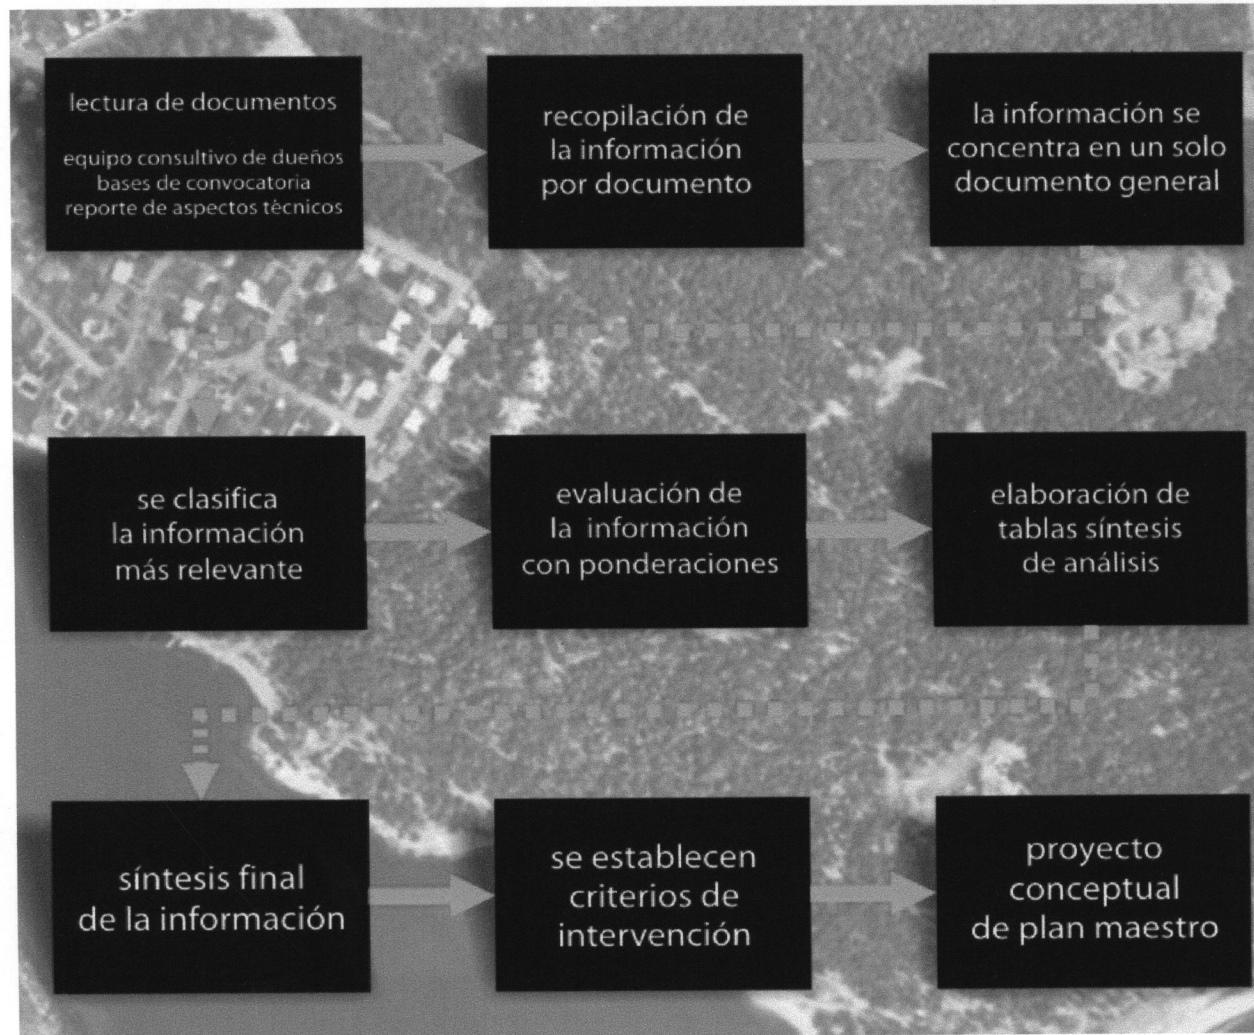 lectura de documentos
equipo consultivo de dueños
bases de convocatoria
reporte de aspectos tècnicos
recopilación de
la información
por documento
la información se
concentra en un solo
documento general
se clasifica
la información
más relevante
evaluación de
la información
con ponderaciones
elaboración de
tablas síntesis
de análisis
síntesis final
de la información
se establecen
criterios de
intervención
proyecto
conceptual
de plan maestro